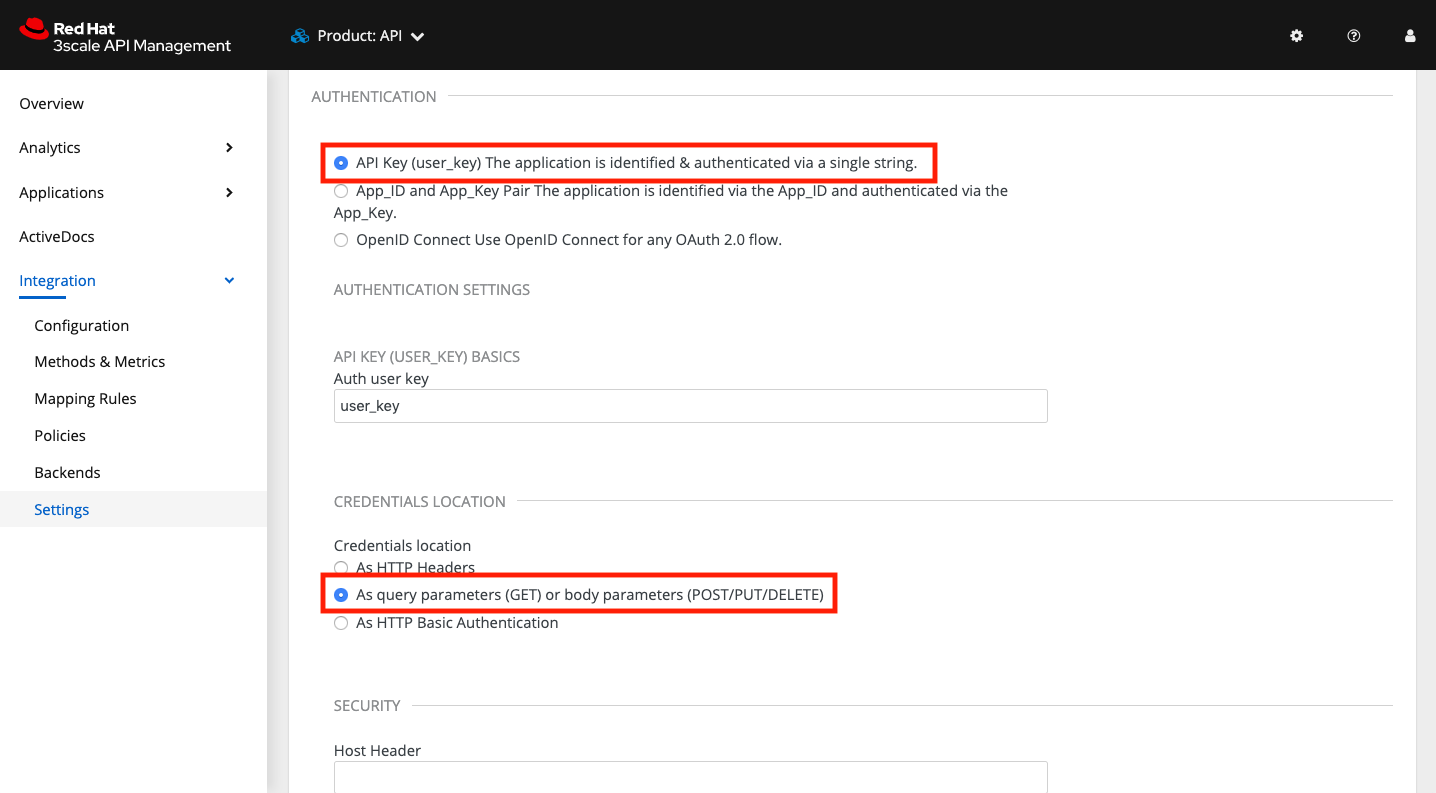 Red Hat
3scale API Management
Product: API
Overview
Analytics
Applications
ActiveDocs
Integration
Configuration
Methods & Metrics
Mapping Rules
Policies
Backends
Settings
AUTHENTICATION
API Key (user_key) The application is identified & authenticated via a single string.
App_ID and App_Key Pair The application is identified via the App_ID and authenticated via the
App_Key.
OpenID Connect Use OpenID Connect for any OAuth 2.0 flow.
AUTHENTICATION SETTINGS
API KEY (USER_KEY) BASICS
Auth user key
user_key
CREDENTIALS LOCATION
Credentials location
As HTTP Headers
As query parameters (GET) or body parameters (POST/PUT/DELETE)
As HTTP Basic Authentication
SECURITY
Host Header